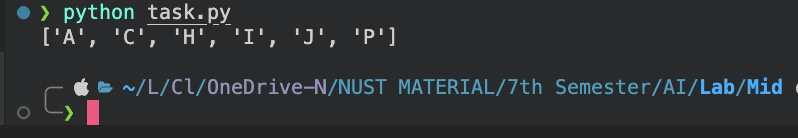 ❯ python task.py
['A', 'C', 'H', 'I', 'J', 'P']
~/L/Cl/OneDrive-N/NUST MATERIAL/7th Semester/AI/Lab/Mid
❯